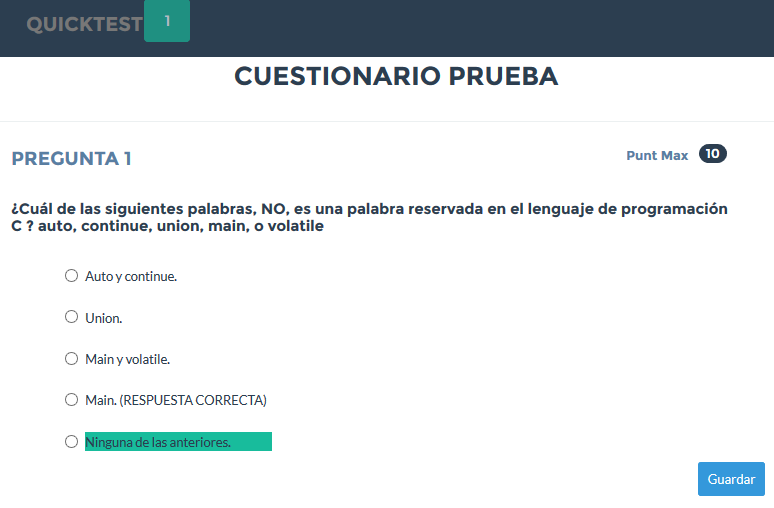 QUICKTEST 1
CUESTIONARIO PRUEBA
PREGUNTA 1
Punt Max 10
¿Cuál de las siguientes palabras, NO, es una palabra reservada en el lenguaje de programación
C ? auto, continue, union, main, o volatile
Auto y continue.
Union.
Main y volatile.
Main. (RESPUESTA CORRECTA)
Ninguna de las anteriores.
Guardar